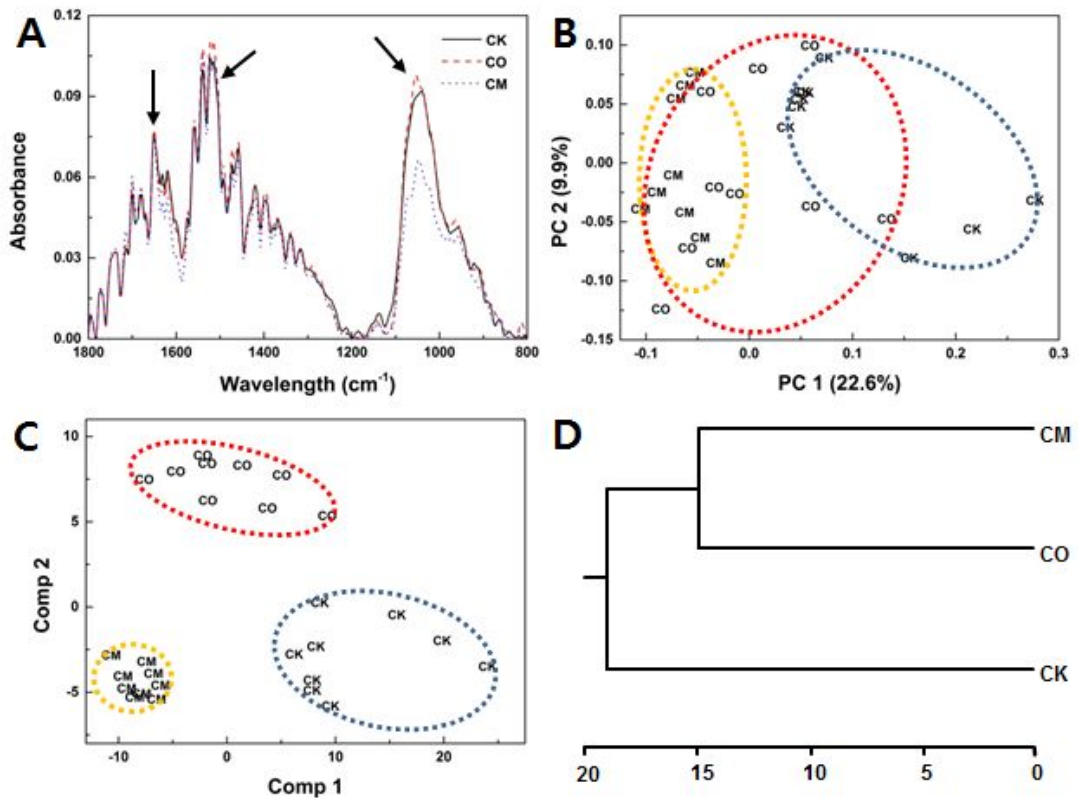 A
0.12
0.09
0.06
0.03
0.00
Absorbance
CK
CO
CM
1800 1600 1400 1200 1000 800
Wavelength (cm-1)
B
0.10
0.05
0.00
-0.05
-0.10
-0.15
PC 2 (9.9%)
CO
CK
CO
CM
CM
CO
CM
CK
CK
CK
CK
CK
CM
CM
CO
CO
CM
CM
CO
CO
CK
CK
CM
CO
CM
CK
CO
-0.1 0.0 0.1 0.2 0.3
PC 1 (22.6%)
C
10
5
0
-5
Comp 2
CO
CO
CO
CO
CO
CO
CO
CO
CO
CK
CK
CK
CK
CK
CK
CK
CK
CK
CM
CM
CM
CM
CM
CM
CM
CM
CM
-10 0 10 20
Comp 1
D
CM
CO
CK
20 15 10 5 0